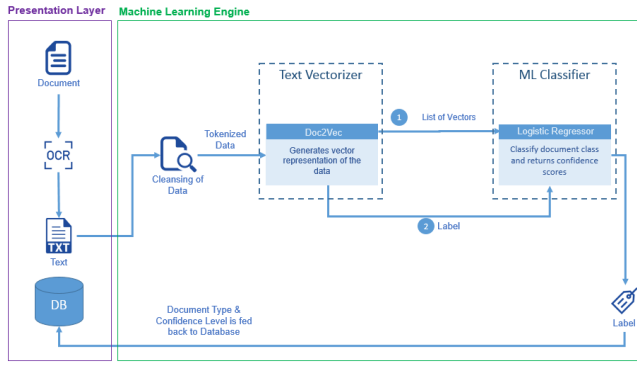 Presentation Layer
Machine Learning Engine
Document
OCR
TXT
Text
DB
Cleansing of
Data
Tokenized
Data
Text Vectorizer
Doc2Vec
Generates vector
representation of the
data
1
List of Vectors
2
Label
ML Classifier
Logistic Regressor
Classify document class
and returns confidence
scores
Label
Document Type &
Confidence Level is fed
back to Database